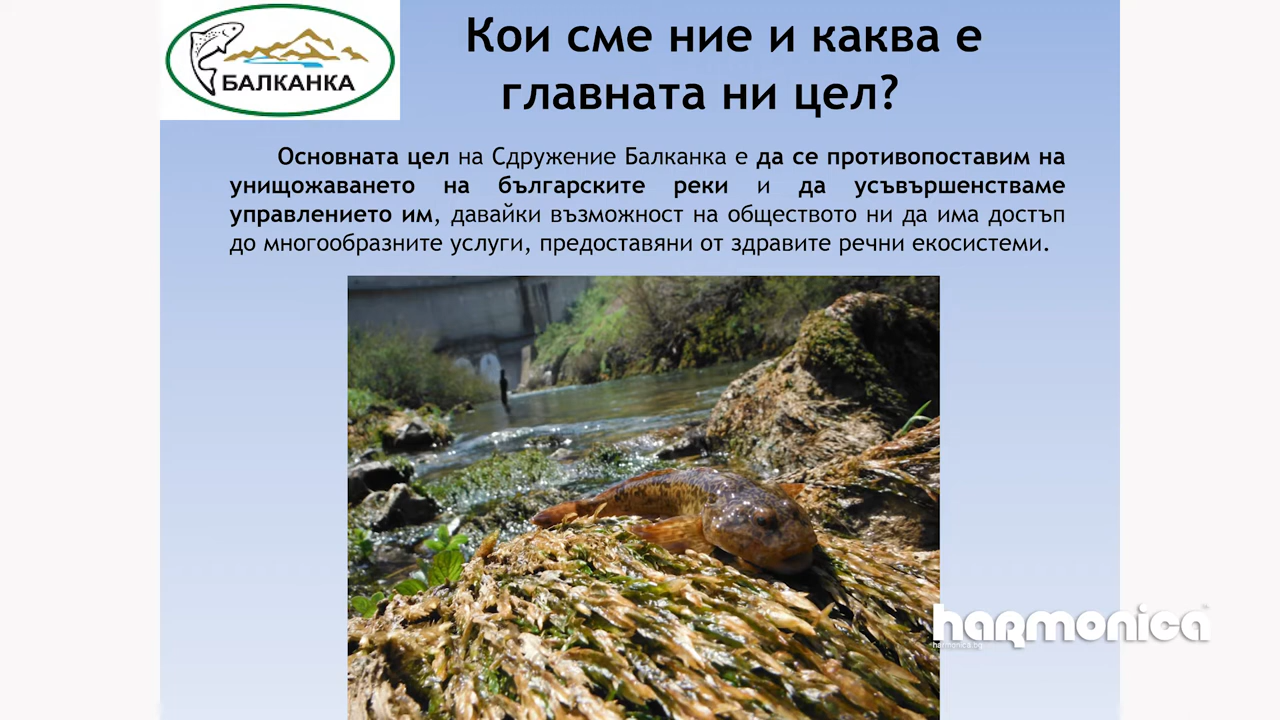 БАЛКАНКА
Кои сме ние и каква е
главната ни цел?
Основната цел на Сдружение Балканка е да се противопоставим на
унищожаването на българските реки и да усъвършенстваме
управлението им, давайки възможност на обществото ни да има достъп
до многообразните услуги, предоставяни от здравите речни екосистеми.
harmonica
harmonica.bg